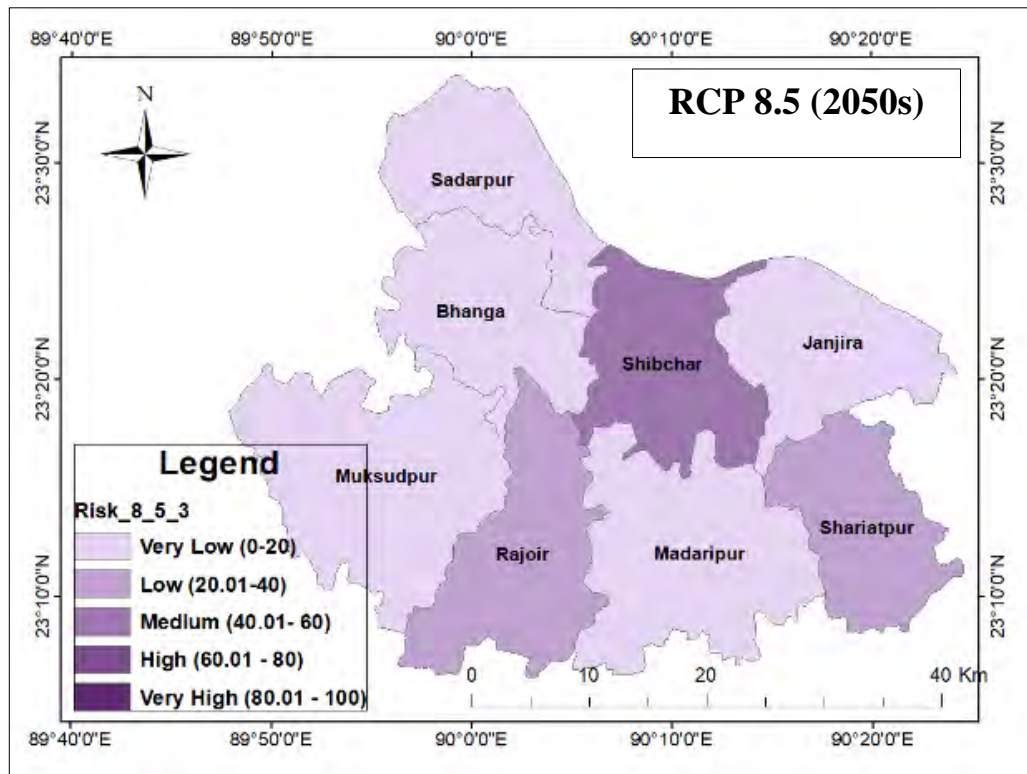 89°40'0"E 89°50'0"E 90°0'0"E 90°10'0"E 90°20'0"E
RCP 8.5 (2050s)
N
23°30'0"N
23°30'0"N
Sadarpur
Bhanga
Janjira
Shibchar
23°20'0"N
23°20'0"N
Legend
Muksudpur
Risk_8_5_3
Very Low (0-20)
Low (20.01-40)
Medium (40.01- 60)
High (60.01 - 80)
Very High (80.01 - 100)
Rajoir
Madaripur
Shariatpur
23°10'0"N
23°10'0"N
0 10 20 40 Km
89°40'0"E 89°50'0"E 90°0'0"E 90°10'0"E 90°20'0"E